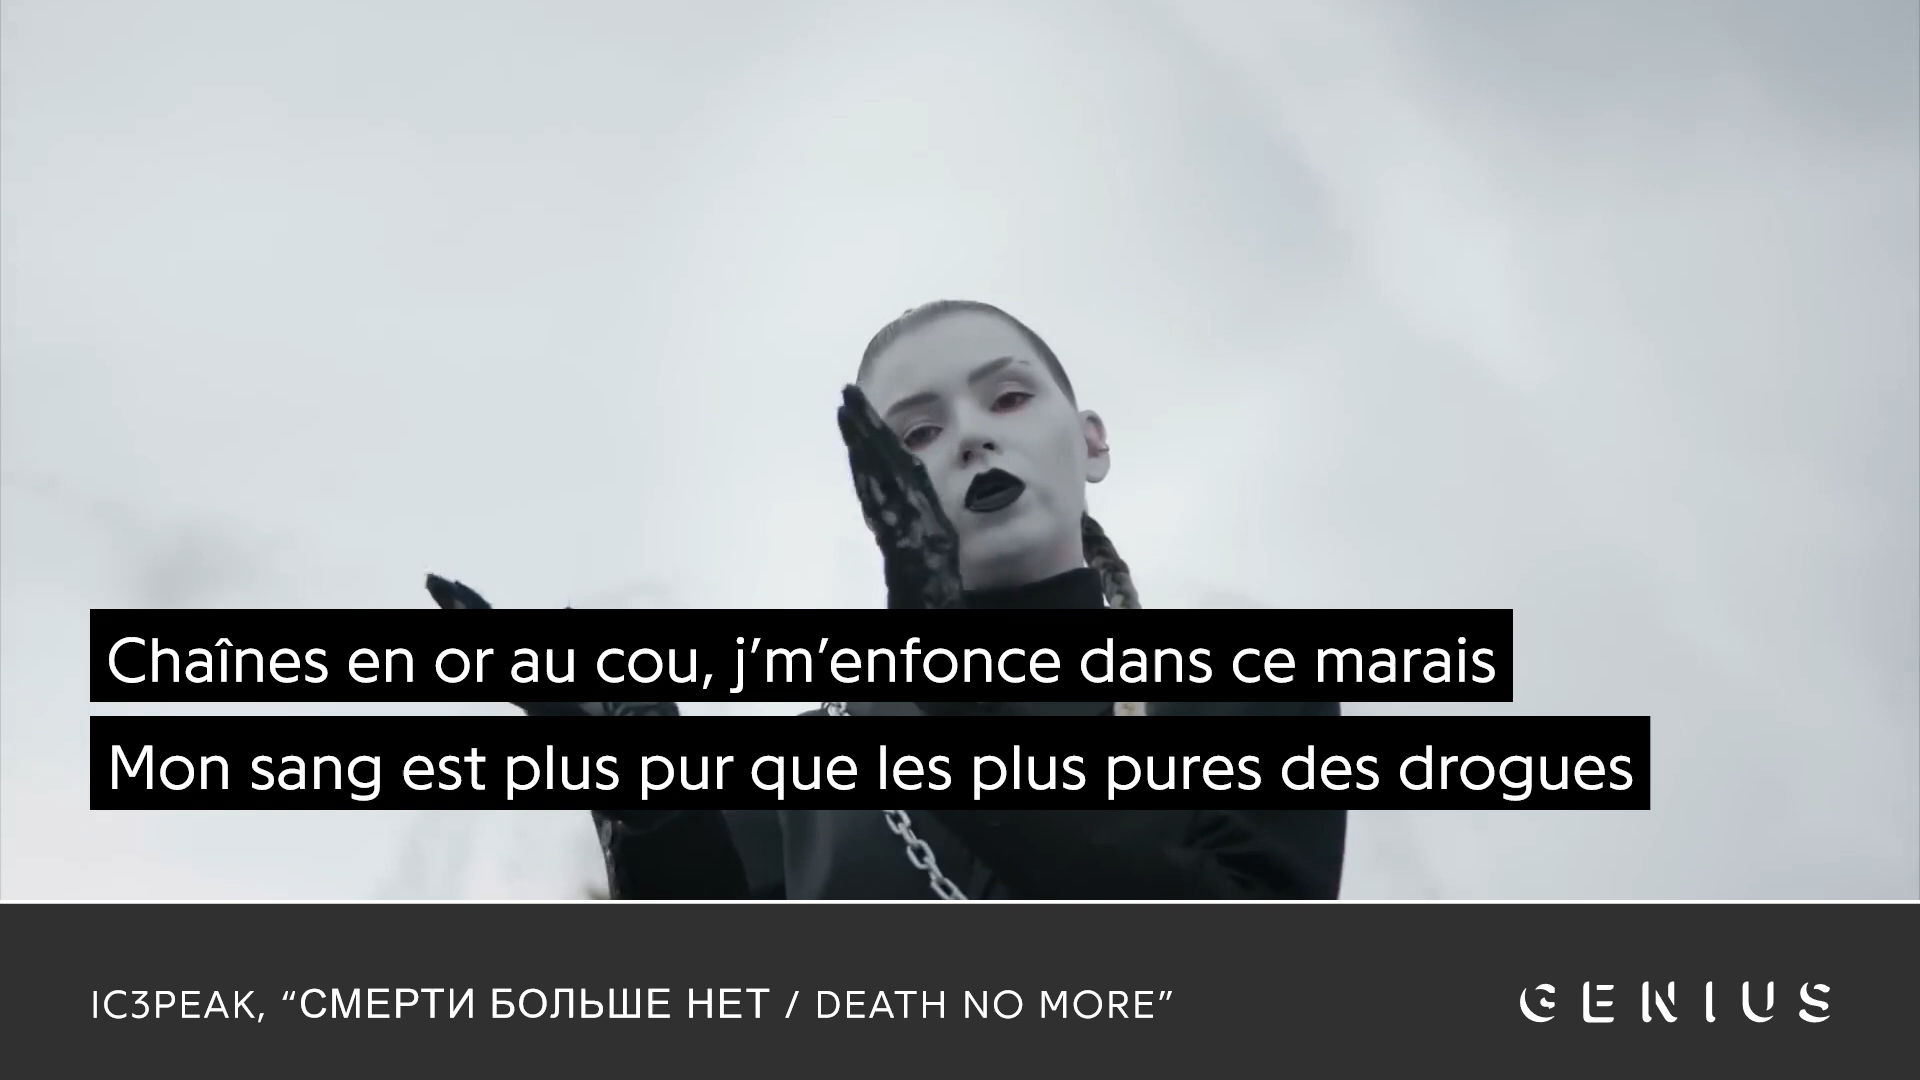 Chaînes en or au cou, j’m’enfonce dans ce marais
Mon sang est plus pur que les plus pures des drogues
IC3PEAK, “СМЕРТИ БОЛЬШЕ НЕТ / DEATH NO MORE”
GENIUS